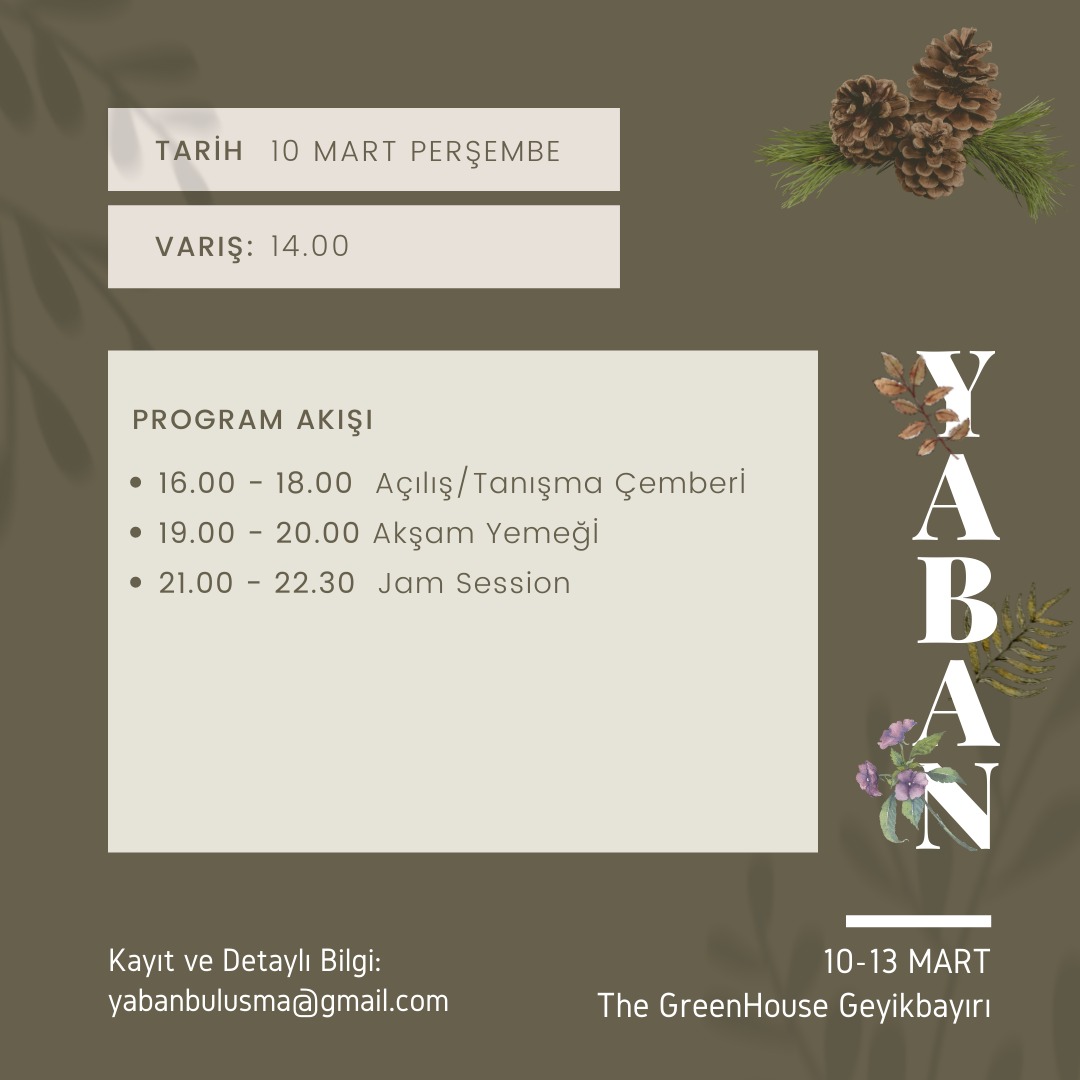 TARİH 10 MART PERŞEMBE
VARIŞ: 14.00
PROGRAM AKIŞI
• 16.00 - 18.00 Açılış/Tanışma Çemberİ
• 19.00 - 20.00 Akşam Yemeğİ
• 21.00 - 22.30 Jam Session
YABAN
Kayıt ve Detaylı Bilgi:
yabanbulusma@gmail.com
10-13 MART
The GreenHouse Geyikbayırı